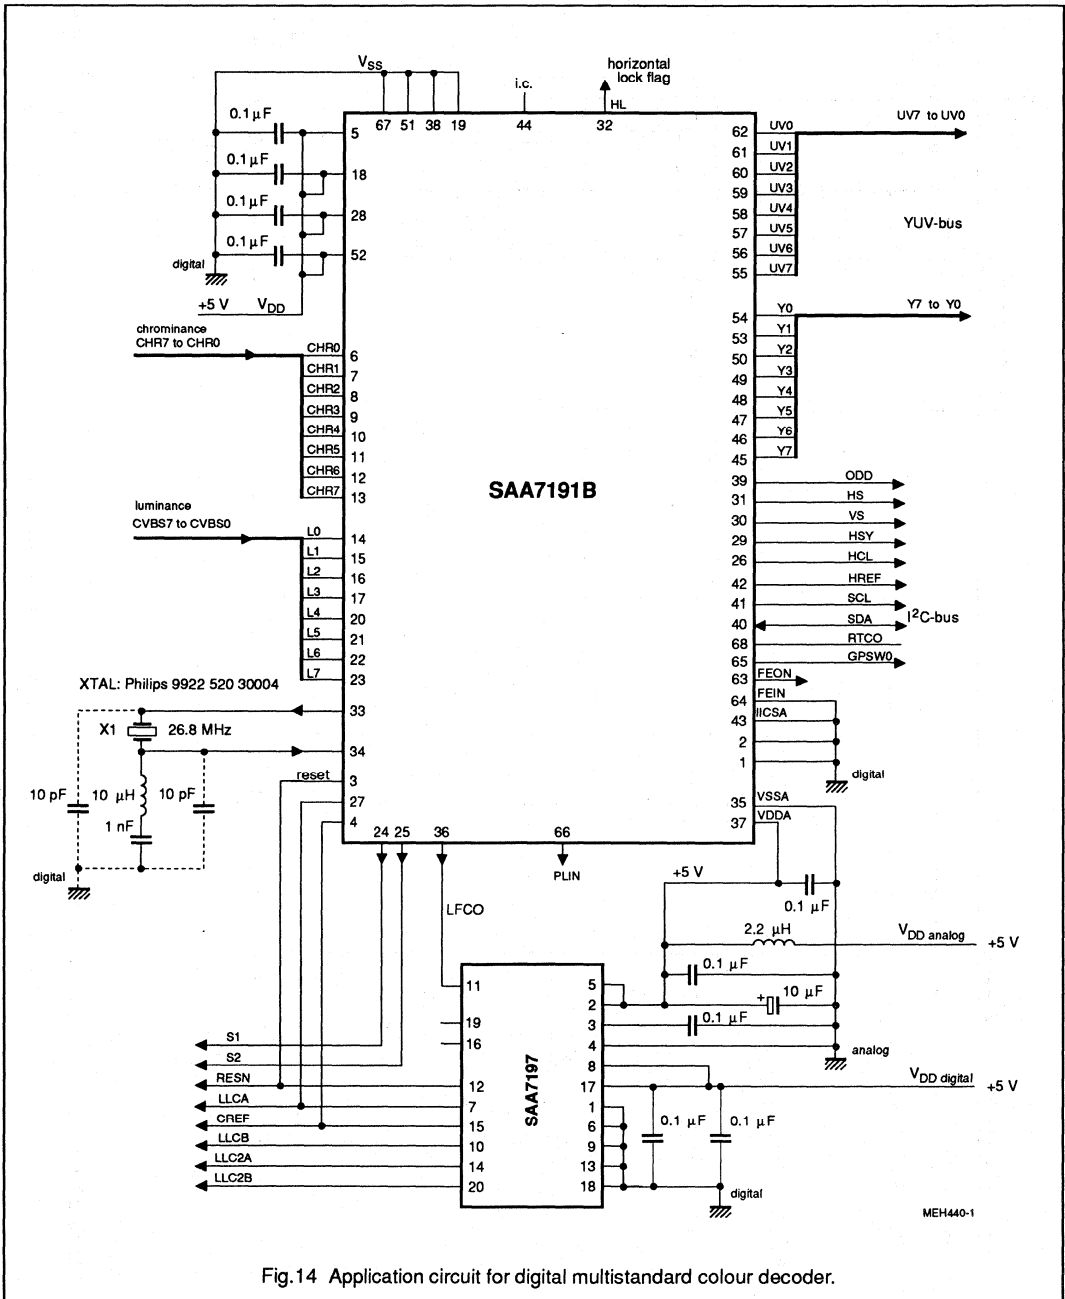 VSS
horizontal
lock flag
i.c.
HL
67 51 38 19 44 32
0.1 µF
5
0.1 µF
18
0.1 µF
28
0.1 µF
52
digital
+5 V VDD
chrominance
CHR7 to CHR0
CHR0 6
CHR1 7
CHR2 8
CHR3 9
CHR4 10
CHR5 11
CHR6 12
CHR7 13
luminance
CVBS7 to CVBS0
L0 14
L1 15
L2 16
L3 17
L4 20
L5 21
L6 22
L7 23
XTAL: Philips 9922 520 30004
33
X1 26.8 MHz
34
reset 3
27
4
10 pF 10 µH 10 pF
1 nF
digital
SAA7191B
62 UV0
61 UV1
60 UV2
59 UV3
58 UV4
57 UV5
56 UV6
55 UV7
UV7 to UV0
YUV-bus
54 Y0
53 Y1
50 Y2
49 Y3
48 Y4
47 Y5
46 Y6
45 Y7
Y7 to Y0
39 ODD
31 HS
30 VS
29 HSY
26 HCL
42 HREF
41 SCL
40 SDA
I2C-bus
68 RTCO
65 GPSW0
63 FEON
64 FEIN
43 IICSA
2
1
digital
35 VSSA
37 VDDA
24 25 36 66
PLIN
LFCO
+5 V
0.1 µF
2.2 µH
VDD analog +5 V
0.1 µF
+ 10 µF
0.1 µF
analog
VDD digital +5 V
0.1 µF 0.1 µF
digital
SAA7197
11
19
16
12
7
15
10
14
20
5
2
3
4
8
17
1
6
9
13
18
S1
S2
RESN
LLCA
CREF
LLCB
LLC2A
LLC2B
MEH440-1
Fig.14 Application circuit for digital multistandard colour decoder.